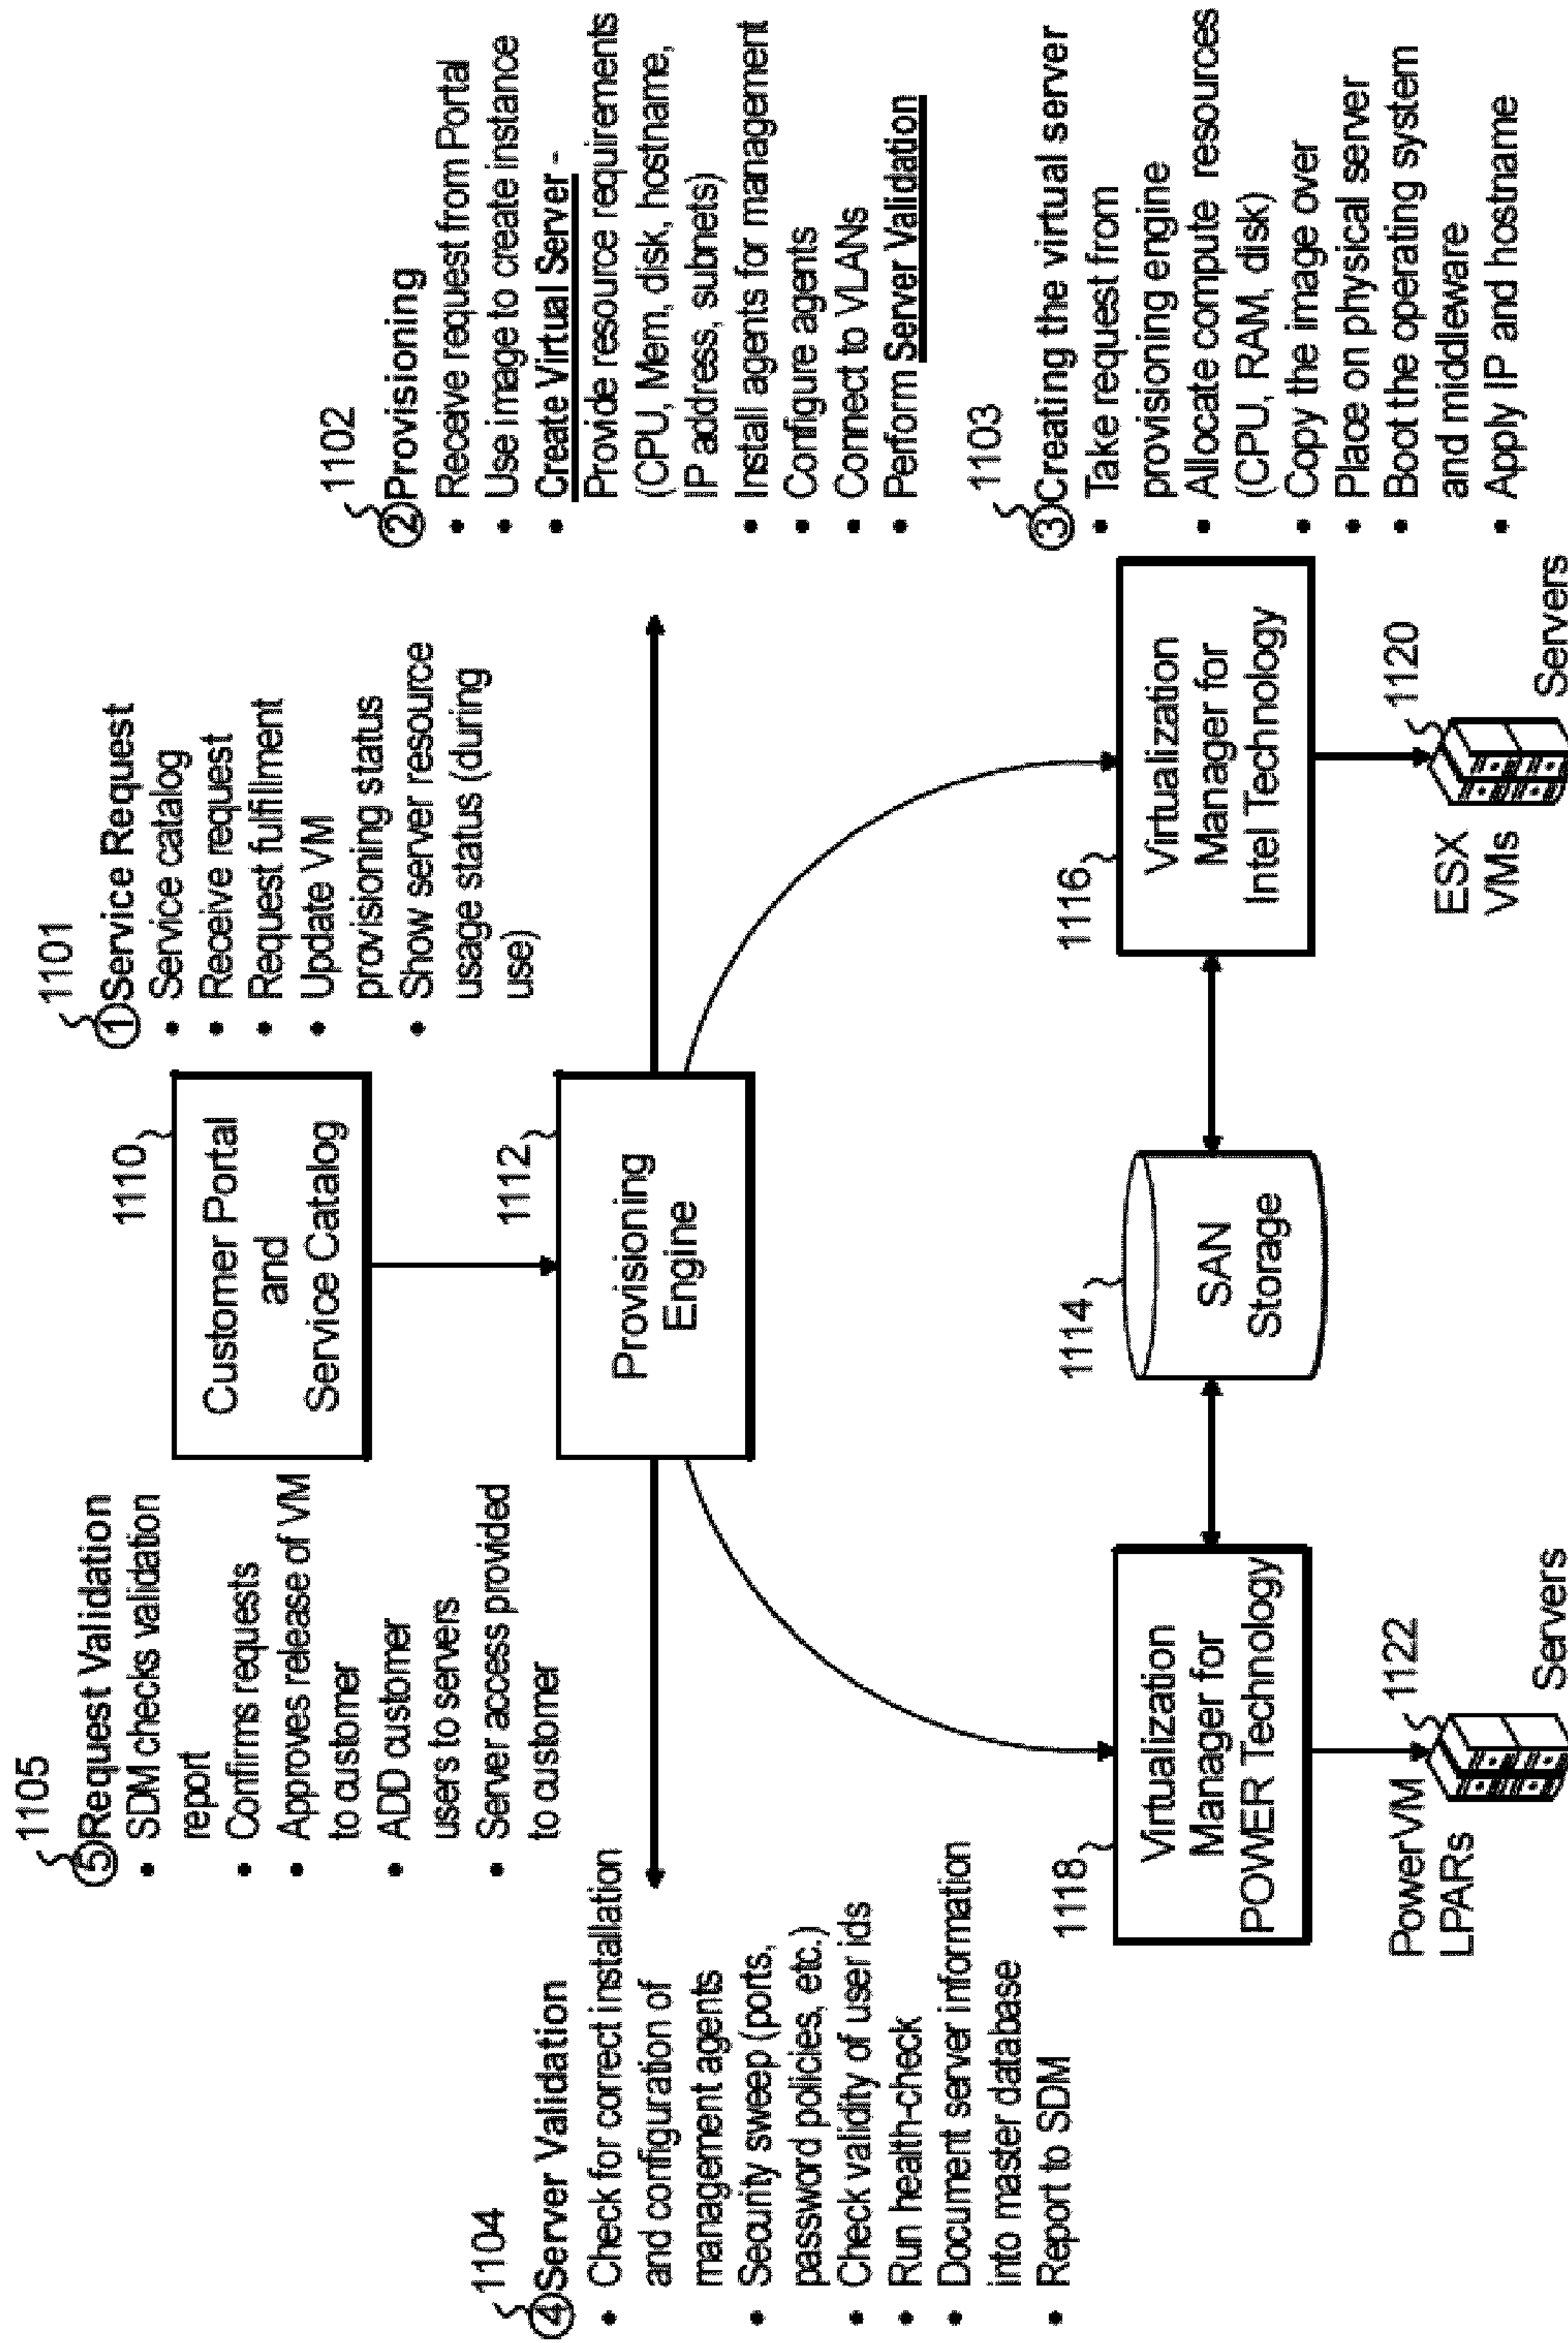 1105
⑤Request Validation
• SDM checks validation
report
• Confirms requests
• Approves release of VM
to customer
• ADD customer
users to servers
• Server access provided
to customer
1110
Customer Portal
and
Service Catalog
1101
①Service Request
• Service catalog
• Receive request
• Request fulfillment
• Update VM
provisioning status
• Show server resource
usage status (during
use)
1104
④Server Validation
• Check for correct installation
and configuration of
management agents
• Security sweep (ports,
password policies, etc.)
• Check validity of user ids
• Run health-check
• Document server information
into master database
• Report to SDM
1112
Provisioning
Engine
1102
②Provisioning
• Receive request from Portal
• Use image to create instance
• Create Virtual Server -
Provide resource requirements
(CPU, Mem, disk, hostname,
IP address, subnets)
• Install agents for management
• Configure agents
• Connect to VLANs
• Perform Server Validation
1118
Virtualization
Manager for
POWER Technology
1114
SAN
Storage
1116
Virtualization
Manager for
Intel Technology
1103
③Creating the virtual server
• Take request from
provisioning engine
• Allocate compute resources
(CPU, RAM, disk)
• Copy the image over
• Place on physical server
• Boot the operating system
and middleware
• Apply IP and hostname
PowerVM
LPARs
1122
Servers
ESX
VMs
1120
Servers